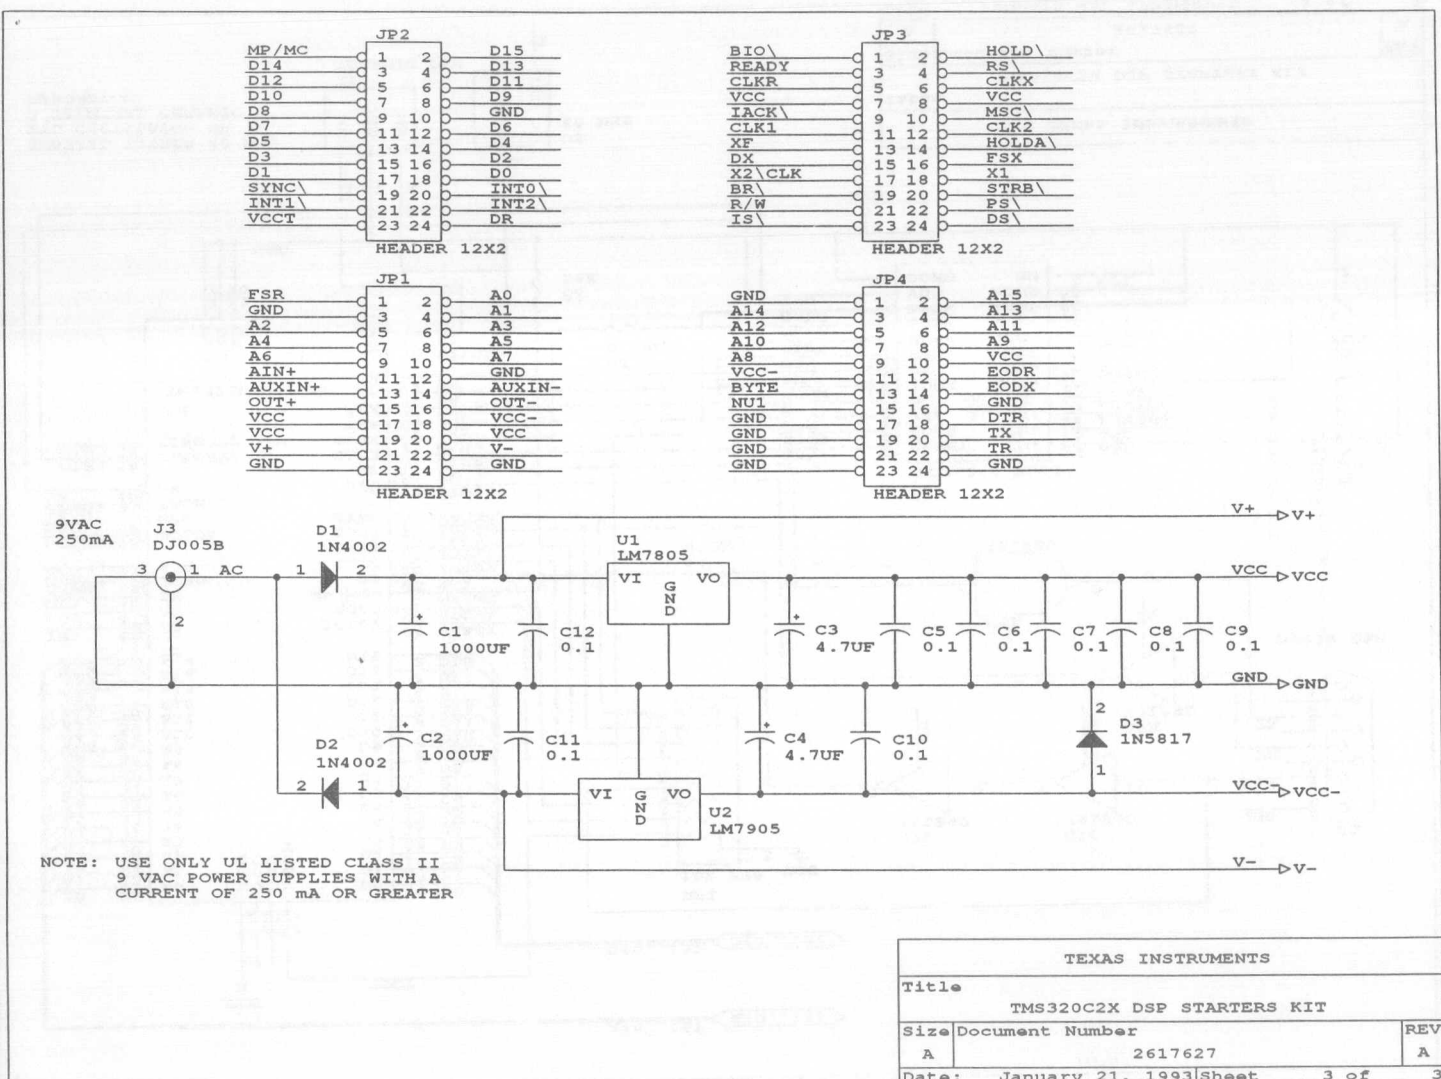 JP2
MP/MC 1 2 D15
D14 3 4 D13
D12 5 6 D11
D10 7 8 D9
D8 9 10 GND
D7 11 12 D6
D5 13 14 D4
D3 15 16 D2
D1 17 18 D0
SYNC\ 19 20 INT0\
INT1\ 21 22 INT2\
VCCT 23 24 DR
HEADER 12X2
JP3
BIO\ 1 2 HOLD\
READY 3 4 RS\
CLKR 5 6 CLKX
VCC 7 8 VCC
IACK\ 9 10 MSC\
CLK1 11 12 CLK2
XF 13 14 HOLDA\
DX 15 16 FSX
X2\CLK 17 18 X1
BR\ 19 20 STRB\
R/W 21 22 PS\
IS\ 23 24 DS\
HEADER 12X2
JP1
FSR 1 2 A0
GND 3 4 A1
A2 5 6 A3
A4 7 8 A5
A6 9 10 A7
AIN+ 11 12 GND
AUXIN+ 13 14 AUXIN-
OUT+ 15 16 OUT-
VCC 17 18 VCC-
VCC 19 20 VCC
V+ 21 22 V-
GND 23 24 GND
HEADER 12X2
JP4
GND 1 2 A15
A14 3 4 A13
A12 5 6 A11
A10 7 8 A9
A8 9 10 VCC
VCC- 11 12 EODR
BYTE 13 14 EODX
NU1 15 16 GND
GND 17 18 DTR
GND 19 20 TX
GND 21 22 TR
GND 23 24 GND
HEADER 12X2
9VAC
250mA
J3
DJ005B
3 1 AC
2
D1
1N4002
1 2
U1
LM7805
VI GND VO
V+ V+
VCC VCC
+
C1
1000UF
C12
0.1
+
C3
4.7UF
C5
0.1
C6
0.1
C7
0.1
C8
0.1
C9
0.1
GND GND
D2
1N4002
2 1
+
C2
1000UF
C11
0.1
+
C4
4.7UF
C10
0.1
2
D3
1N5817
1
VI GND VO
U2
LM7905
VCC- VCC-
V- V-
NOTE: USE ONLY UL LISTED CLASS II
9 VAC POWER SUPPLIES WITH A
CURRENT OF 250 mA OR GREATER
TEXAS INSTRUMENTS
Title
TMS320C2X DSP STARTERS KIT
Size Document Number REV
A 2617627 A
Date: January 21, 1993 Sheet 3 of 3